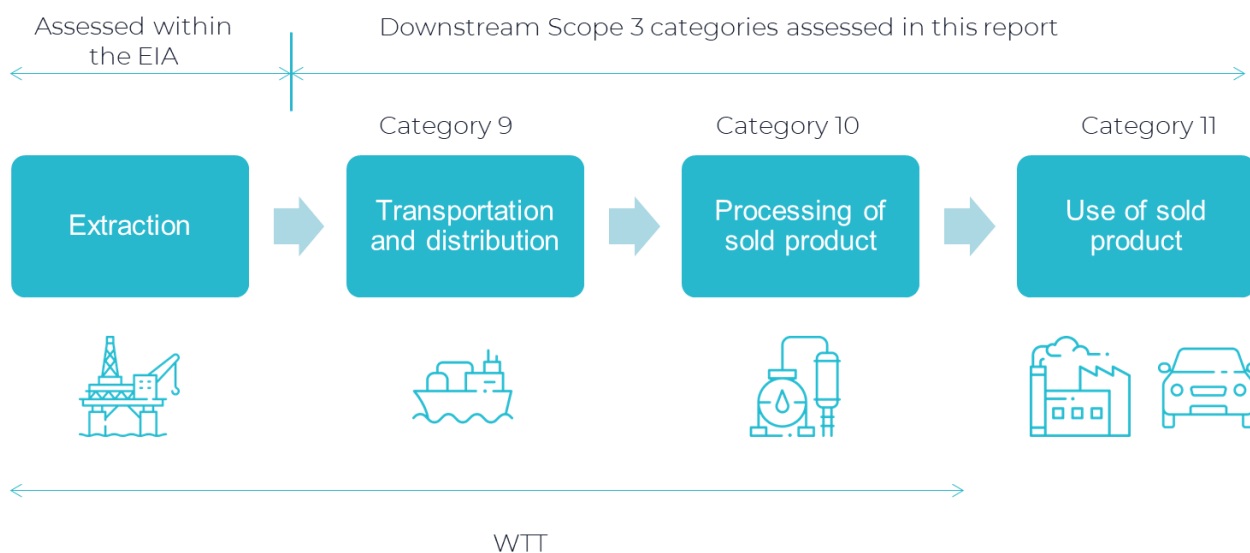 Assessed within
the EIA
Downstream Scope 3 categories assessed in this report
Category 9
Category 10
Category 11
Extraction
Transportation
and distribution
Processing of
sold product
Use of sold
product
WTT